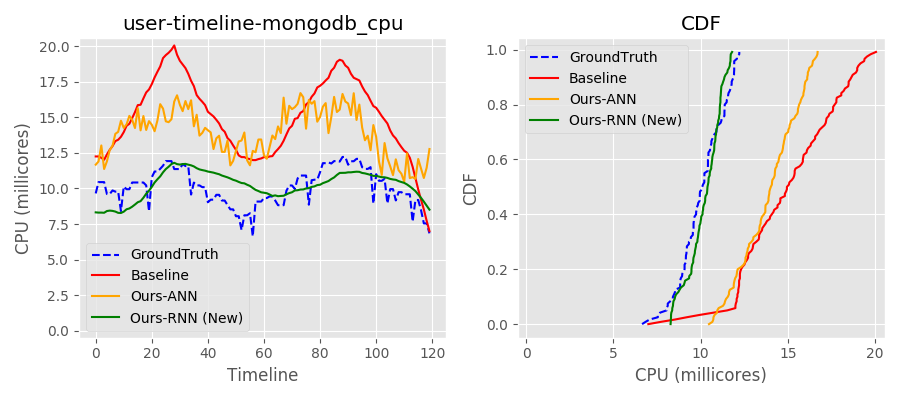 user-timeline-mongodb_cpu
CPU (millicores)
20.0
17.5
15.0
12.5
10.0
7.5
5.0
2.5
0.0
GroundTruth
Baseline
Ours-ANN
Ours-RNN (New)
0 20 40 60 80 100 120
Timeline
CDF
CDF
1.0
0.8
0.6
0.4
0.2
0.0
GroundTruth
Baseline
Ours-ANN
Ours-RNN (New)
0 5 10 15 20
CPU (millicores)